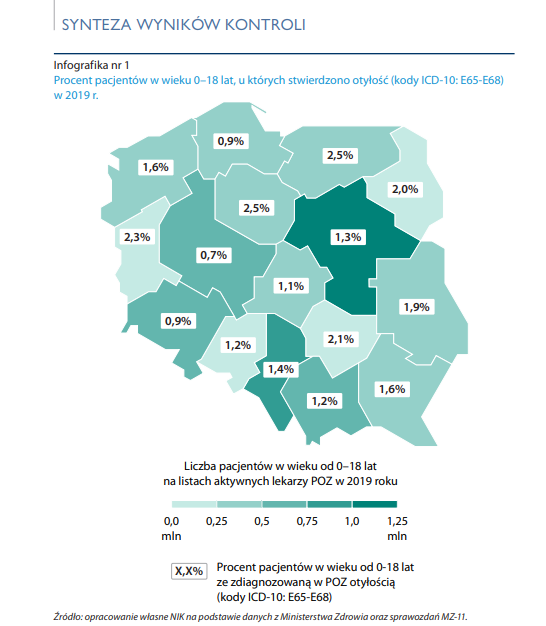 SYNTEZA WYNIKÓW KONTROLI
Infografika nr 1
Procent pacjentów w wieku 0–18 lat, u których stwierdzono otyłość (kody ICD-10: E65-E68)
w 2019 r.
0,9%
1,6%
2,5%
2,0%
2,5%
2,3%
1,3%
0,7%
1,1%
1,9%
0,9%
1,2%
2,1%
1,4%
1,6%
1,2%
Liczba pacjentów w wieku od 0–18 lat
na listach aktywnych lekarzy POZ w 2019 roku
0,0 0,25 0,5 0,75 1,0 1,25
mln mln
X,X% Procent pacjentów w wieku od 0-18 lat
ze zdiagnozowaną w POZ otyłością
(kody ICD-10: E65-E68)
Źródło: opracowanie własne NIK na podstawie danych z Ministerstwa Zdrowia oraz sprawozdań MZ-11.